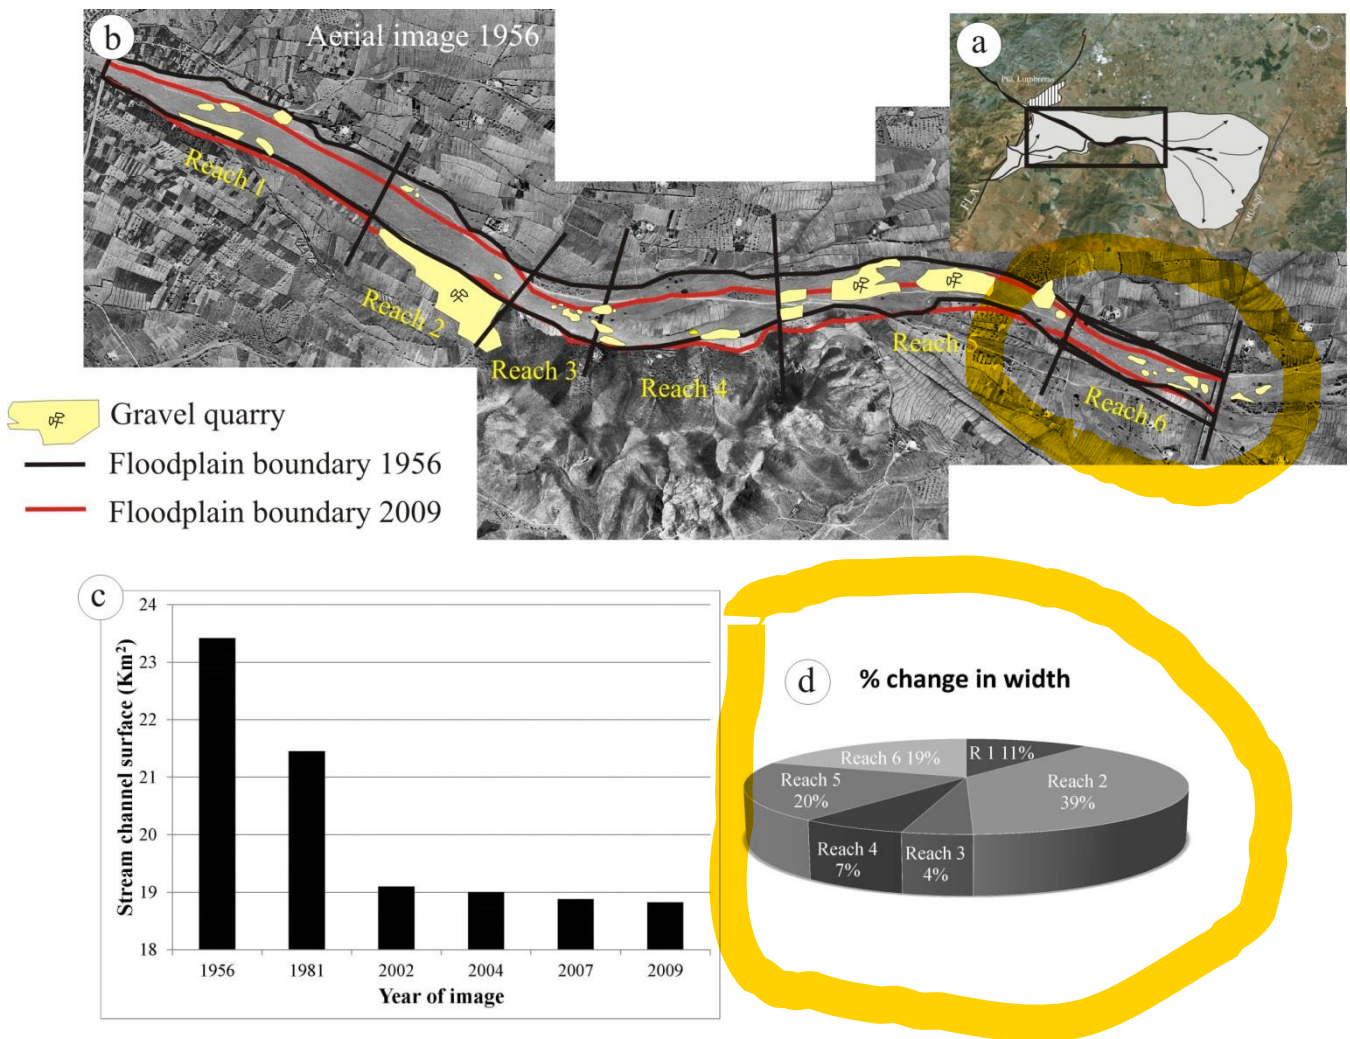 b
Aerial image 1956
a
Pto. Lumbreras
FLA
Reach 1
Reach 2
Reach 3
Reach 4
Reach 5
Reach 6
Gravel quarry
Floodplain boundary 1956
Floodplain boundary 2009
c
24
23
22
21
20
19
18
Stream channel surface (Km²)
1956 1981 2002 2004 2007 2009
Year of image
d
% change in width
Reach 6 19%
R 1 11%
Reach 5
20%
Reach 2
39%
Reach 4
7%
Reach 3
4%